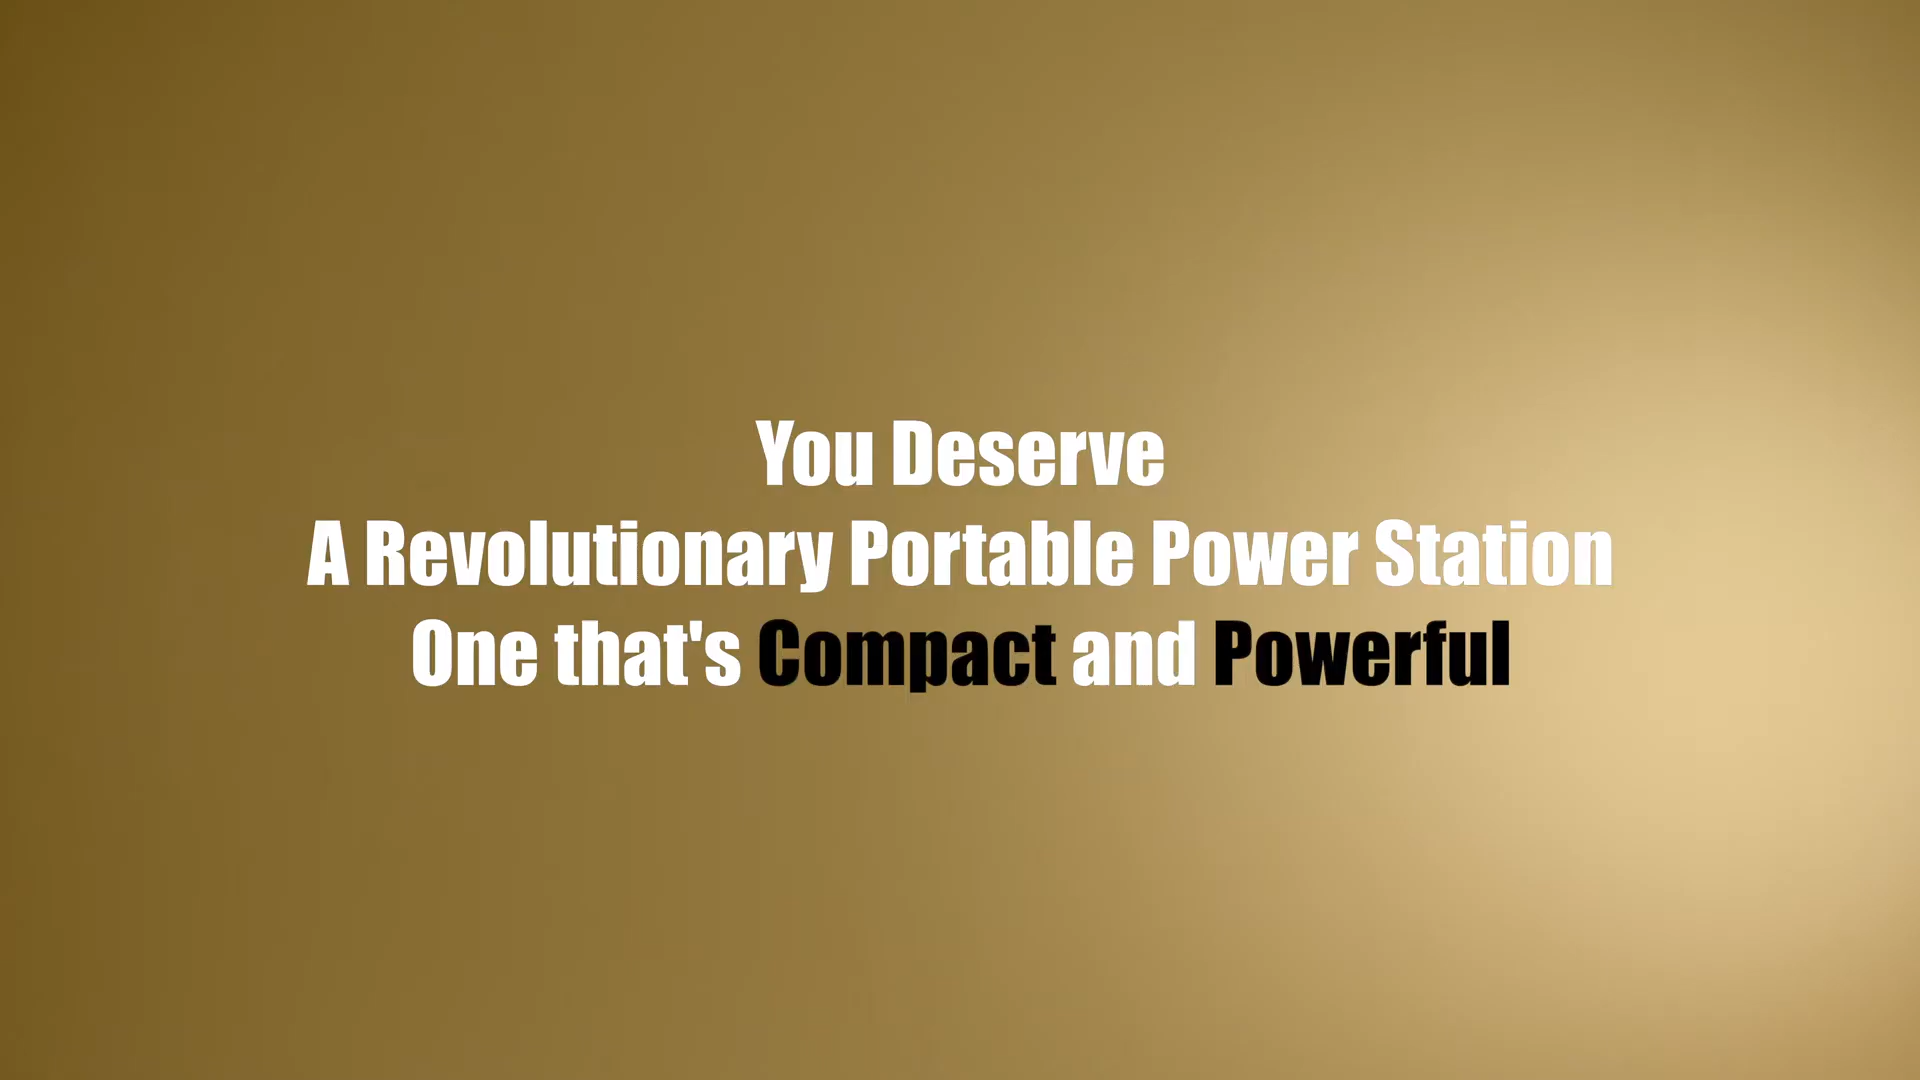 You Deserve
A Revolutionary Portable Power Station
One that's Compact and Powerful